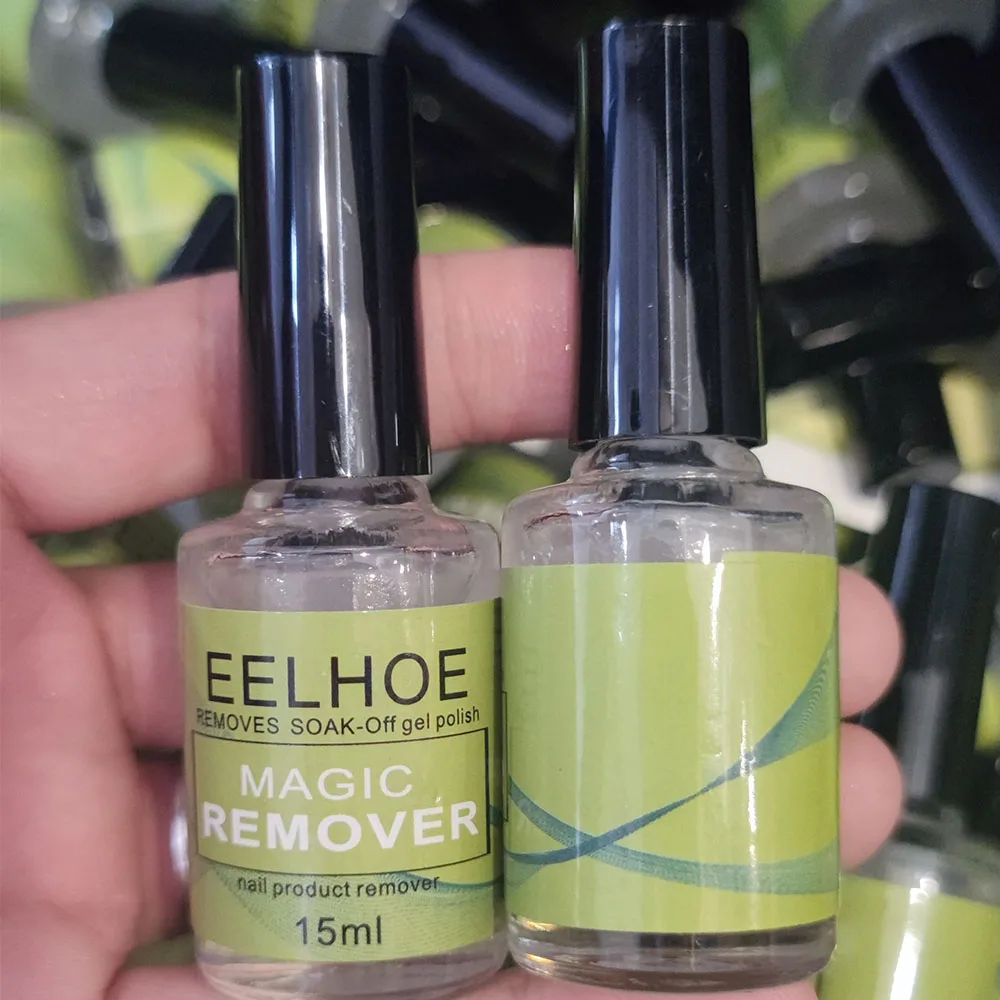 EELHOE
REMOVES SOAK-Off gel polish
MAGIC
REMOVER
nail product remover
15ml